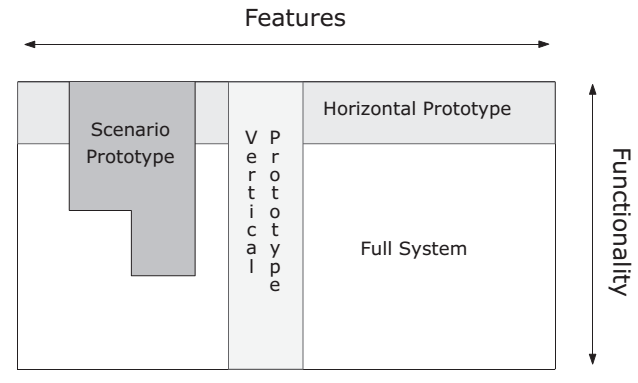 Features
Horizontal Prototype
Scenario
Prototype
Vertical
Prototype
Full System
Functionality